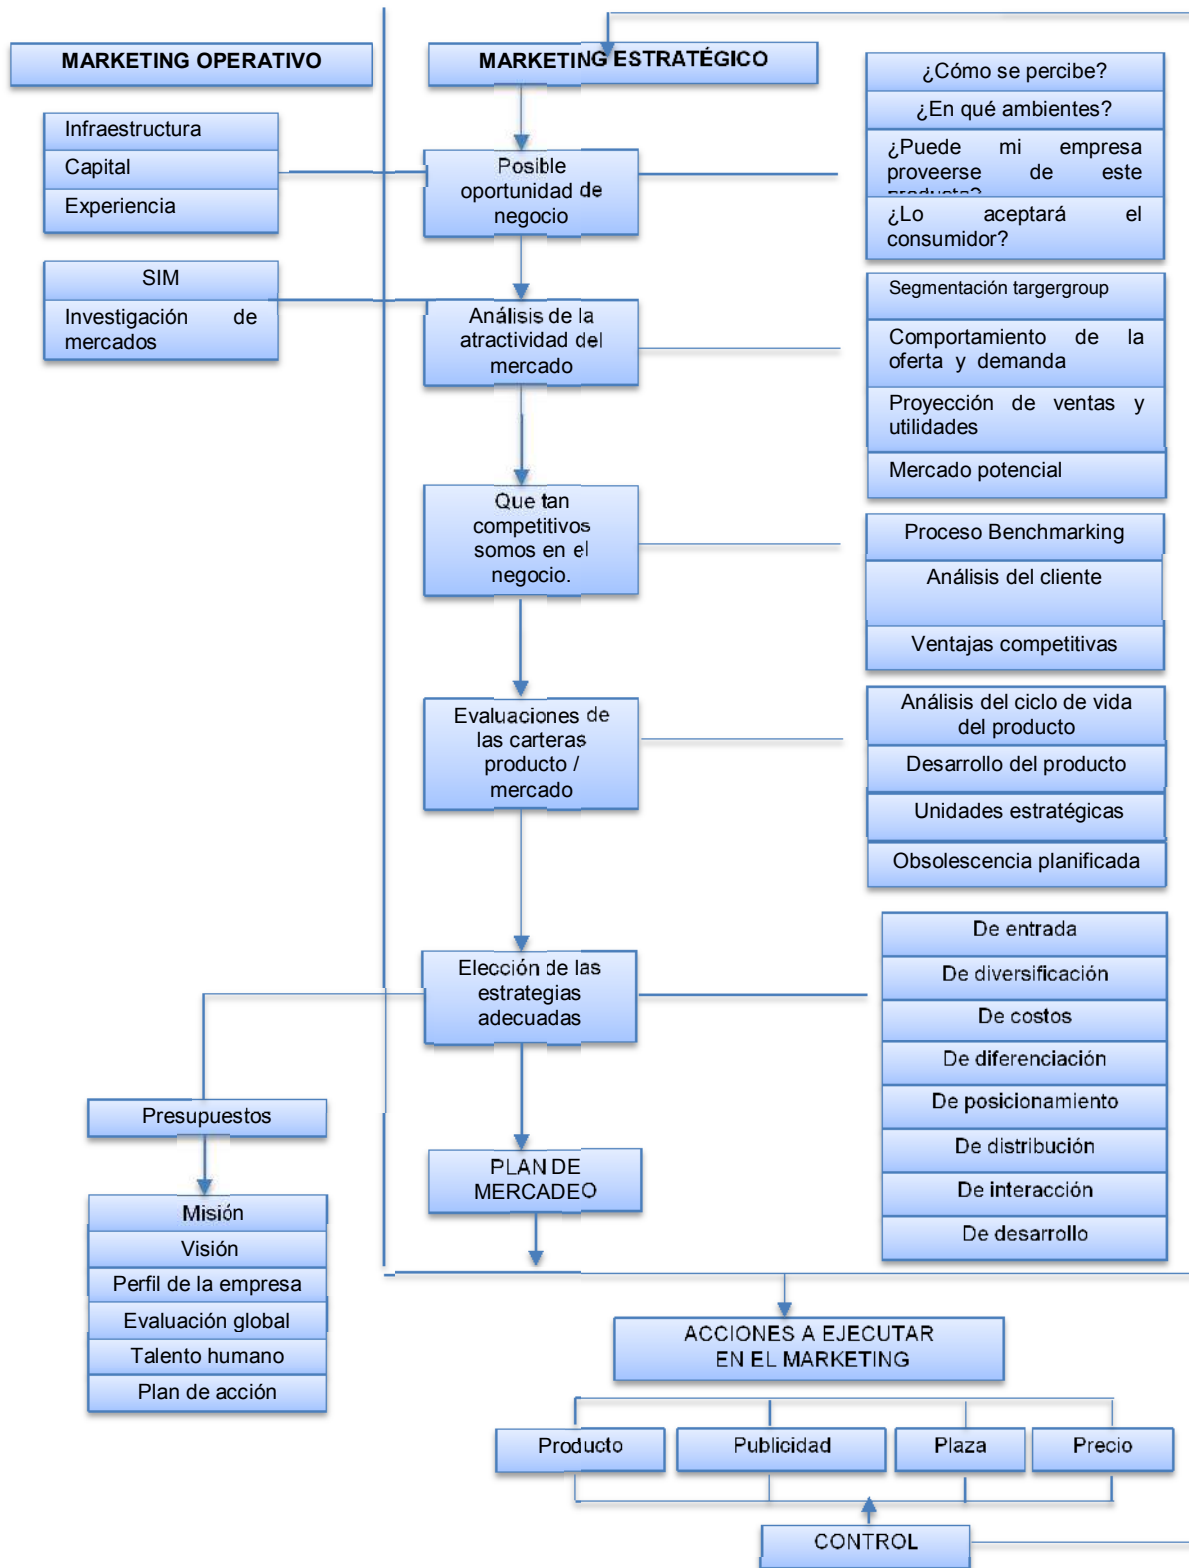 MARKETING OPERATIVO
MARKETING ESTRATÉGICO
Infraestructura
Capital
Experiencia
Posible
oportunidad de
negocio
¿Cómo se percibe?
¿En qué ambientes?
¿Puede mi empresa
proveerse de este
producto?
¿Lo aceptará el
consumidor?
SIM
Investigación de
mercados
Análisis de la
atractividad del
mercado
Segmentación targergroup
Comportamiento de la
oferta y demanda
Proyección de ventas y
utilidades
Mercado potencial
Que tan
competitivos
somos en el
negocio.
Proceso Benchmarking
Análisis del cliente
Ventajas competitivas
Evaluaciones de
las carteras
producto /
mercado
Análisis del ciclo de vida
del producto
Desarrollo del producto
Unidades estratégicas
Obsolescencia planificada
Elección de las
estrategias
adecuadas
De entrada
De diversificación
De costos
De diferenciación
De posicionamiento
De distribución
De interacción
De desarrollo
Presupuestos
Misión
Visión
Perfil de la empresa
Evaluación global
Talento humano
Plan de acción
PLAN DE
MERCADEO
ACCIONES A EJECUTAR
EN EL MARKETING
Producto
Publicidad
Plaza
Precio
CONTROL